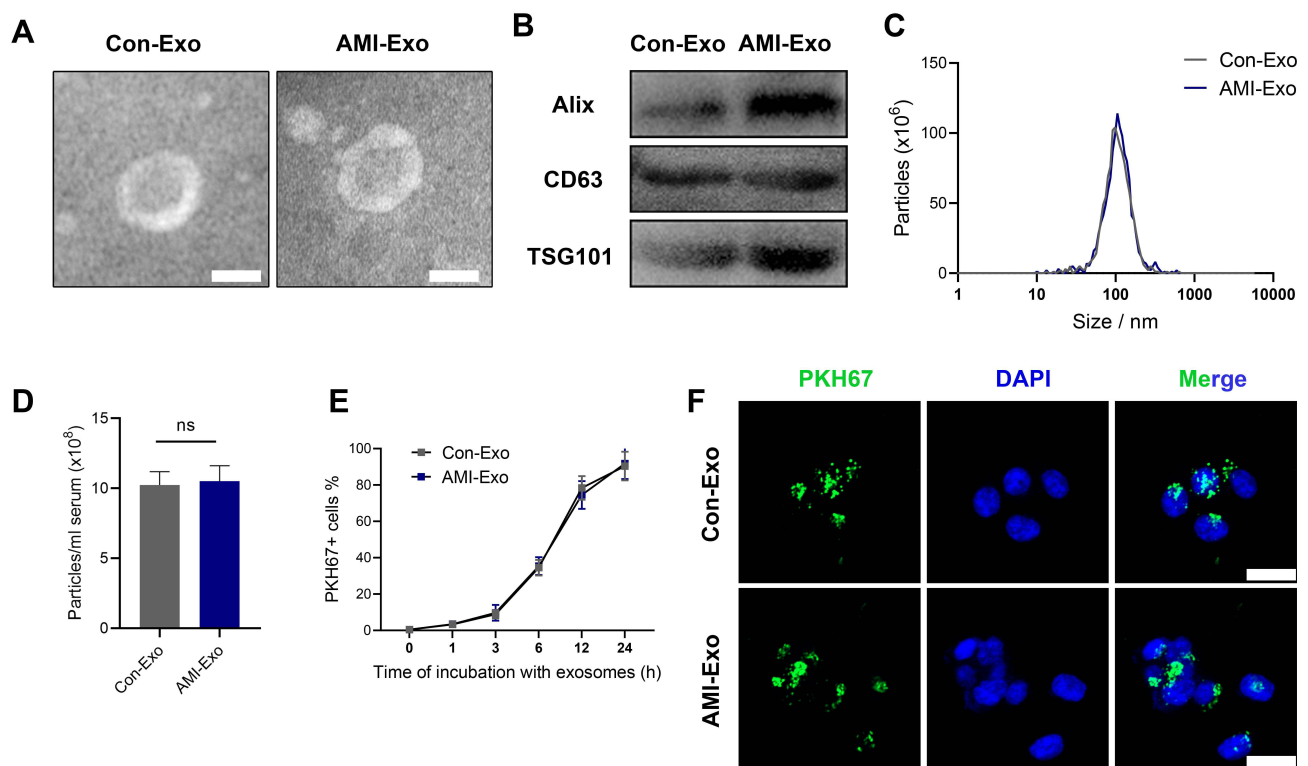 A
Con-Exo
AMI-Exo
B
Con-Exo AMI-Exo
Alix
CD63
TSG101
C
Con-Exo
AMI-Exo
150
100
50
0
Particles (x10⁶)
1 10 100 1000 10000
Size / nm
D
ns
15
10
5
0
Particles/ml serum (x10⁸)
Con-Exo
AMI-Exo
E
Con-Exo
AMI-Exo
100
80
60
40
20
0
PKH67+ cells %
0 1 3 6 12 24
Time of incubation with exosomes (h)
F
PKH67
DAPI
Merge
Con-Exo
AMI-Exo